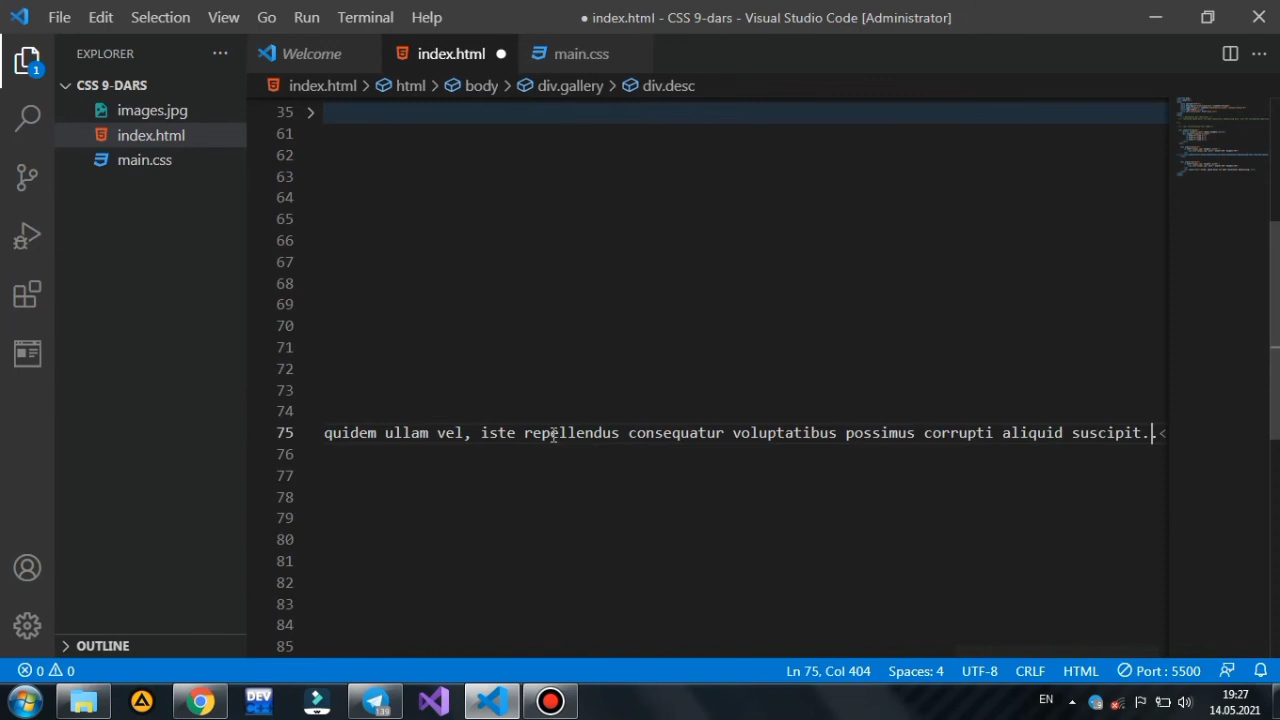 File Edit Selection View Go Run Terminal Help
● index.html - CSS 9-dars - Visual Studio Code [Administrator]
EXPLORER
Welcome
index.html
main.css
CSS 9-DARS
index.html > html > body > div.gallery > div.desc
images.jpg
index.html
main.css
1
35
61
62
63
64
65
66
67
68
69
70
71
72
73
74
75 quidem ullam vel, iste repellendus consequatur voluptatibus possimus corrupti aliquid suscipit..<
76
77
78
79
80
81
82
83
84
85
OUTLINE
0 0
Ln 75, Col 404 Spaces: 4 UTF-8 CRLF HTML Port : 5500
DEV
139
EN
19:27
14.05.2021